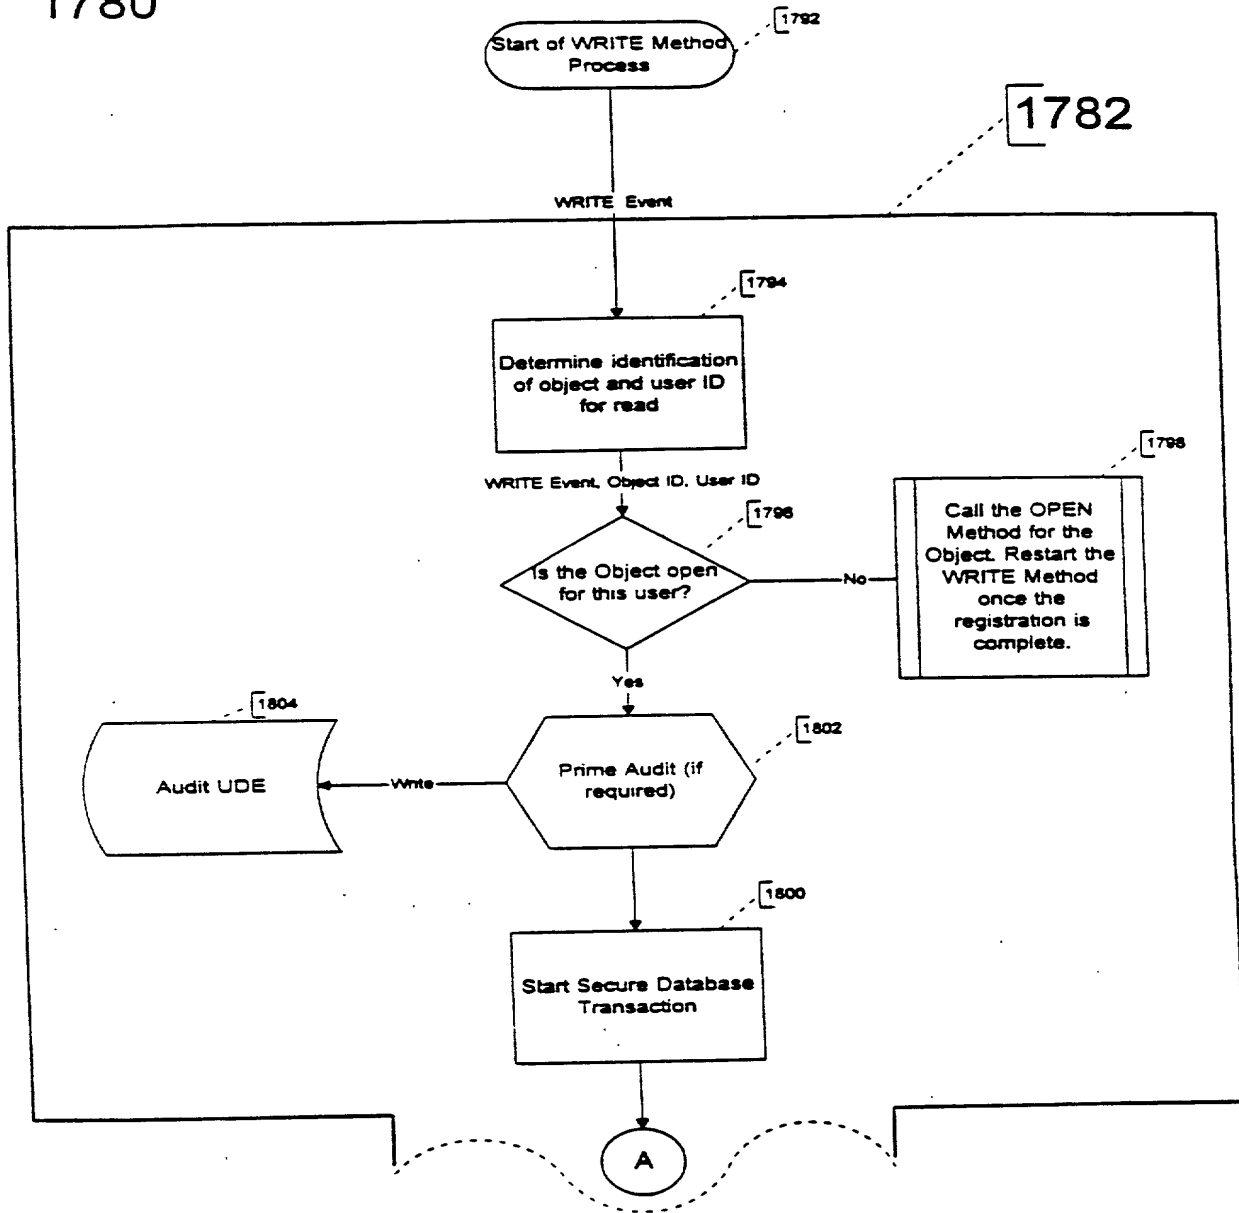 1780
1792
Start of WRITE Method
Process
1782
WRITE Event
1794
Determine identification
of object and user ID
for read
1798
WRITE Event, Object ID, User ID
1796
Call the OPEN
Method for the
Object. Restart the
WRITE Method
once the
registration is
complete.
Is the Object open
for this user?
No
Yes
1804
1802
Audit UDE
Write
Prime Audit (if
required)
1800
Start Secure Database
Transaction
A